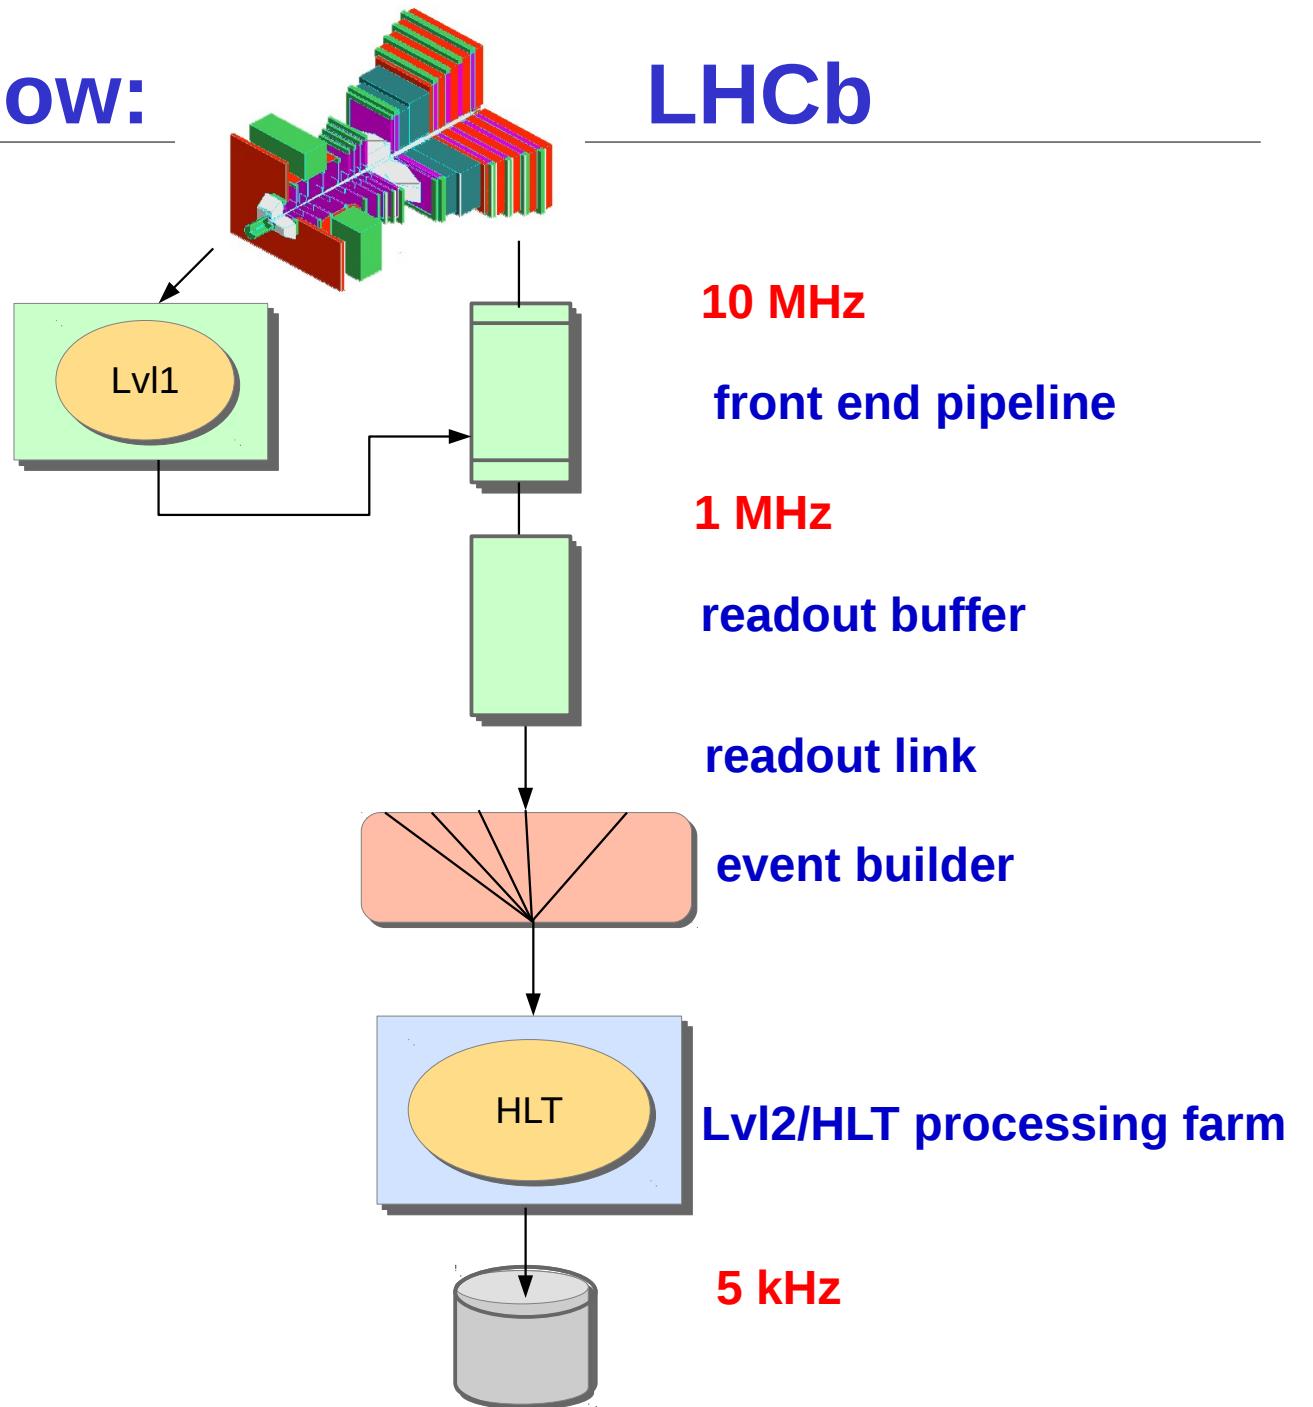 ow: LHCb
10 MHz
Lvl1
front end pipeline
1 MHz
readout buffer
readout link
event builder
HLT
Lvl2/HLT processing farm
5 kHz